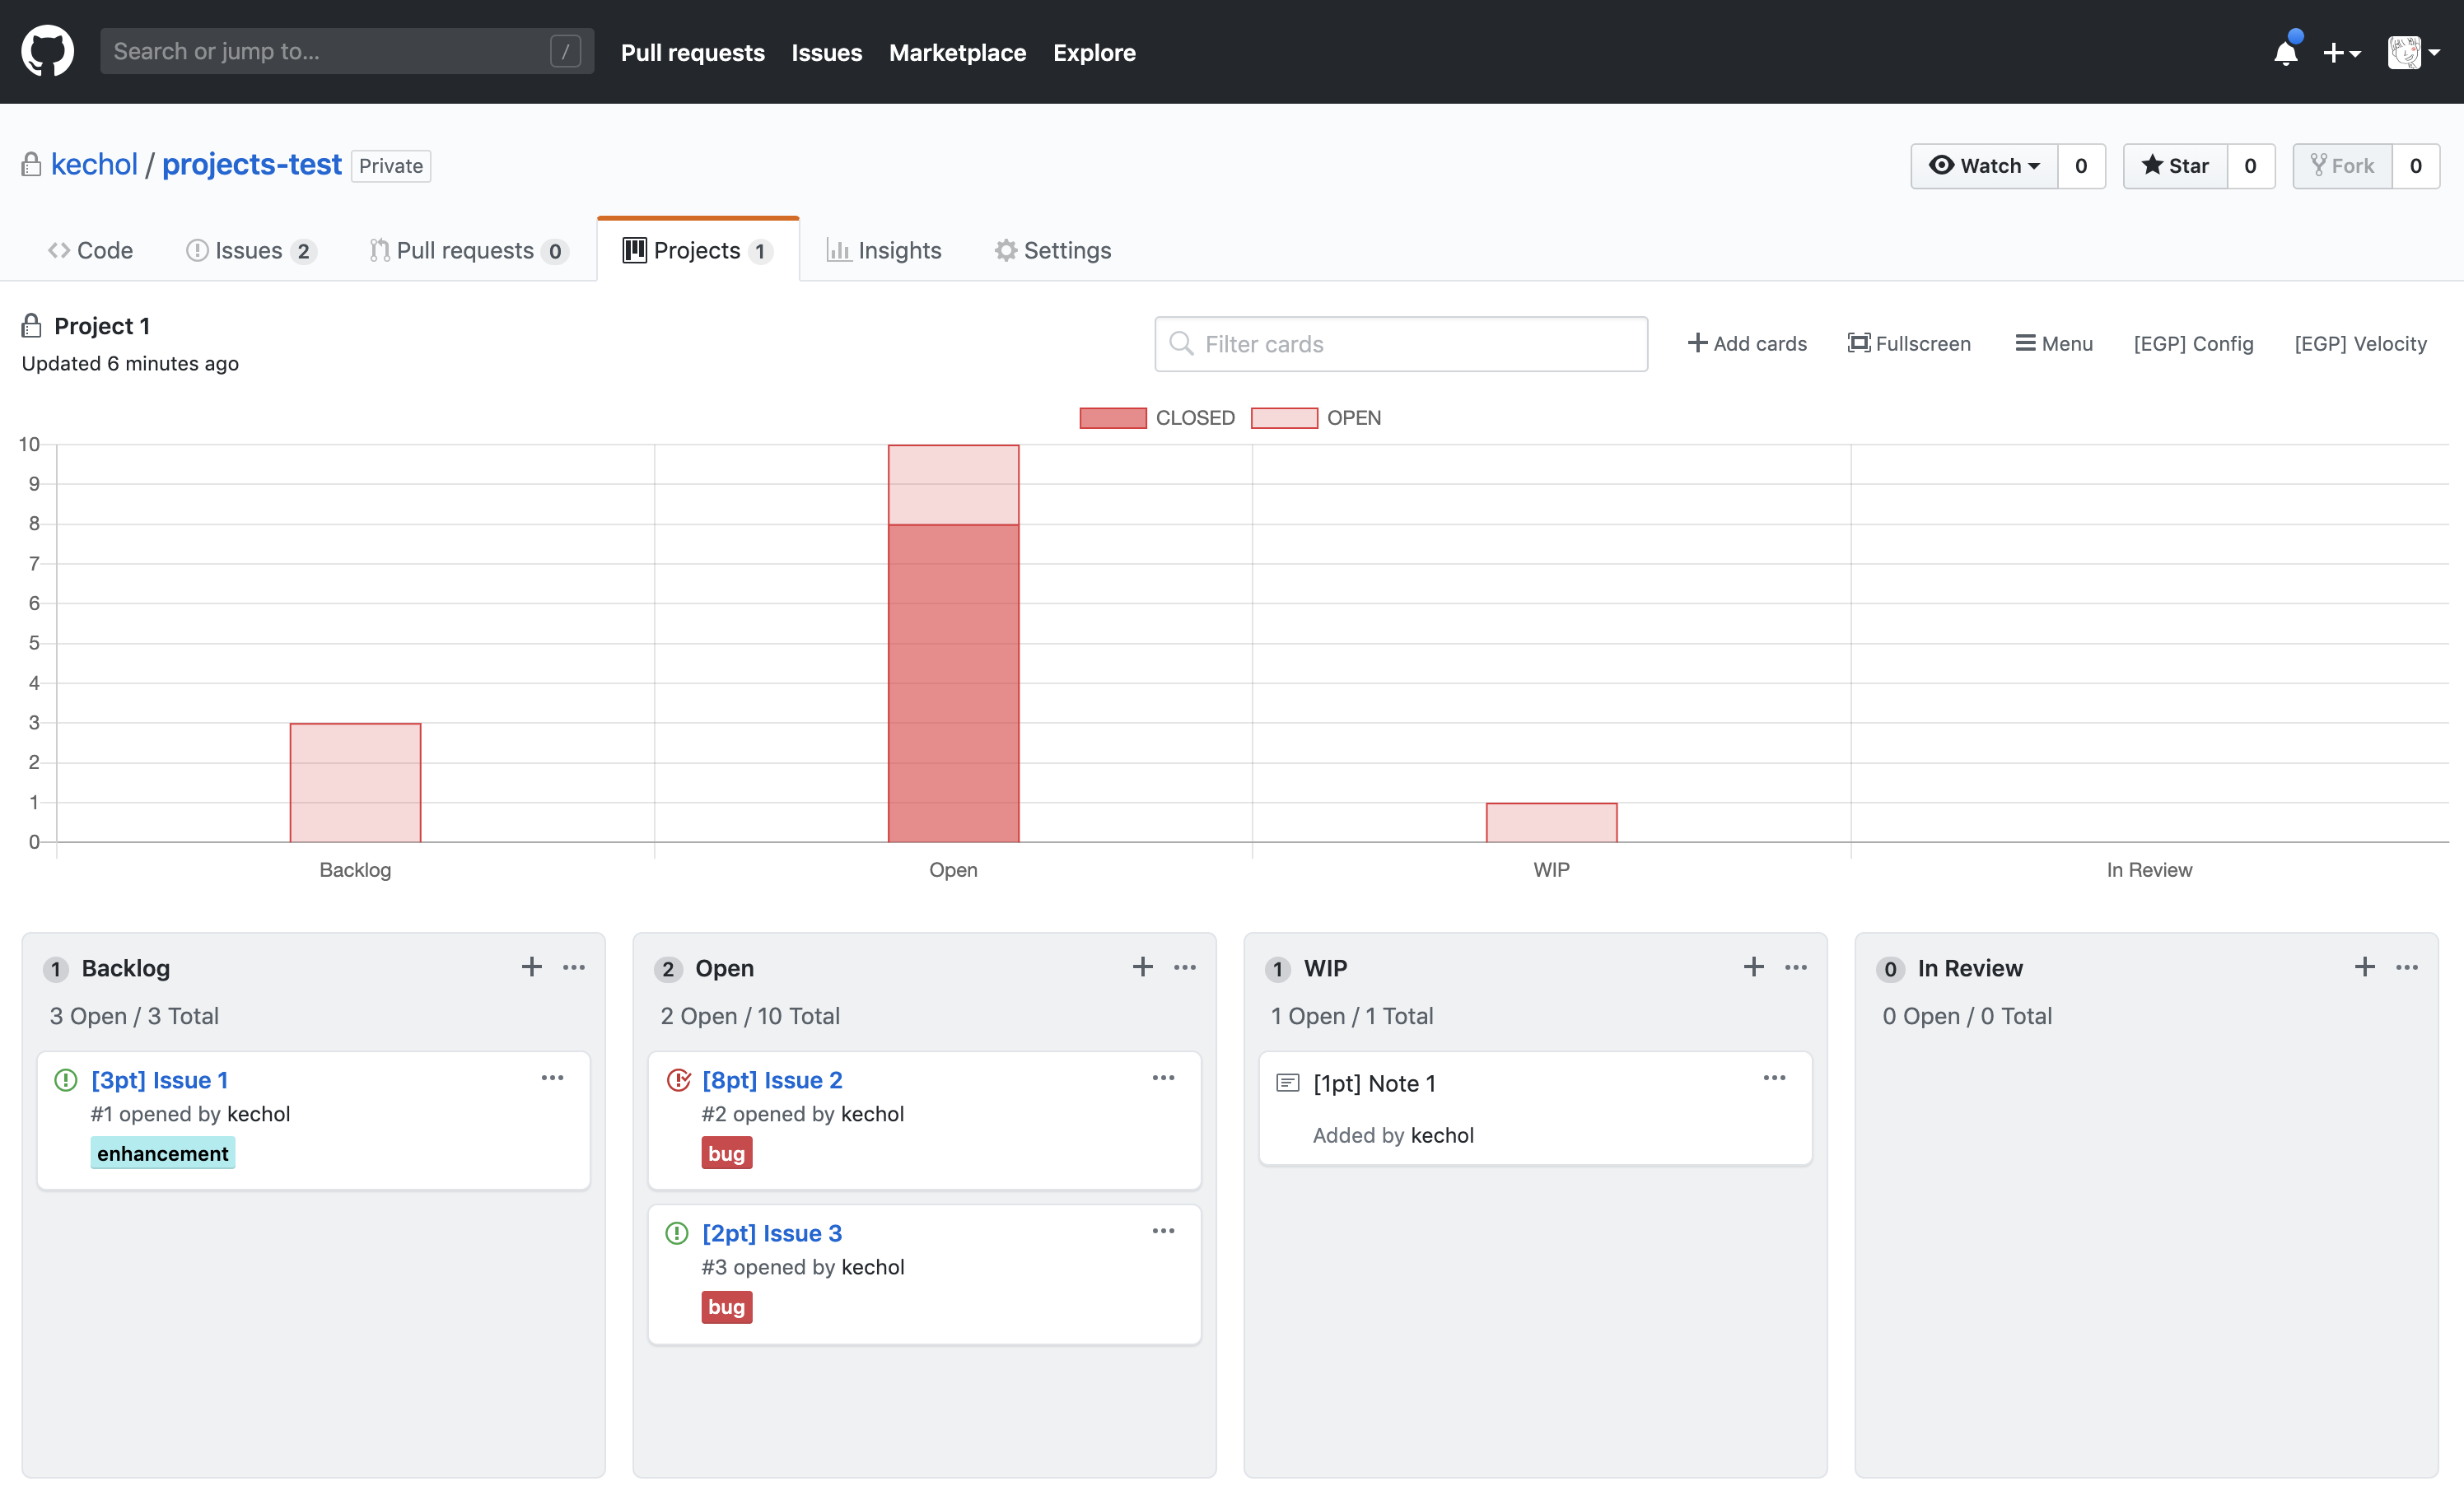 Search or jump to... /
Pull requests Issues Marketplace Explore
kechol / projects-test Private
Watch 0 Star 0 Fork 0
Code Issues 2 Pull requests 0 Projects 1 Insights Settings
Project 1
Updated 6 minutes ago
Filter cards
Add cards Fullscreen Menu [EGP] Config [EGP] Velocity
CLOSED OPEN
10
9
8
7
6
5
4
3
2
1
0
Backlog Open WIP In Review
1 Backlog
3 Open / 3 Total
[3pt] Issue 1
#1 opened by kechol
enhancement
2 Open
2 Open / 10 Total
[8pt] Issue 2
#2 opened by kechol
bug
[2pt] Issue 3
#3 opened by kechol
bug
1 WIP
1 Open / 1 Total
[1pt] Note 1
Added by kechol
0 In Review
0 Open / 0 Total